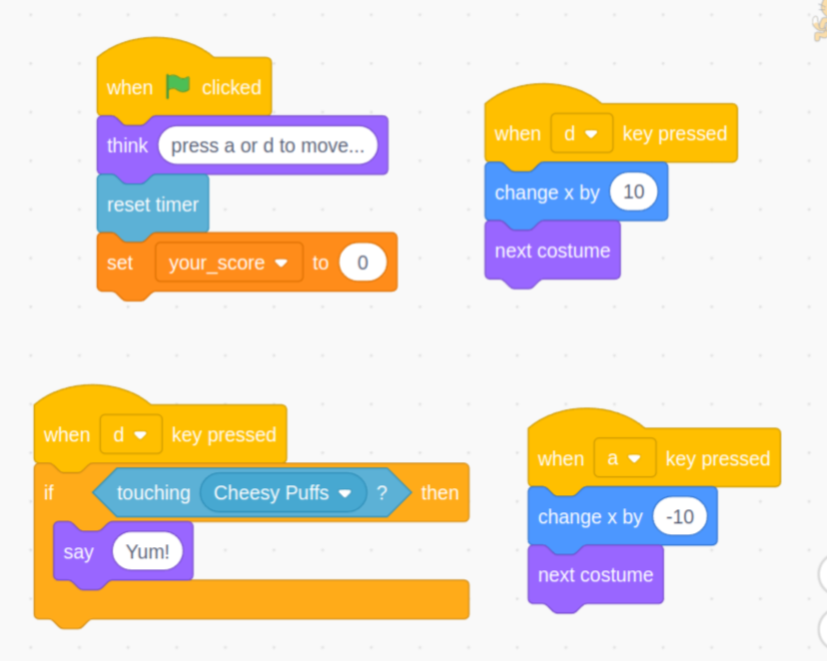 when clicked
think press a or d to move...
reset timer
set your_score to 0
when d key pressed
change x by 10
next costume
when d key pressed
if touching Cheesy Puffs ? then
say Yum!
when a key pressed
change x by -10
next costume